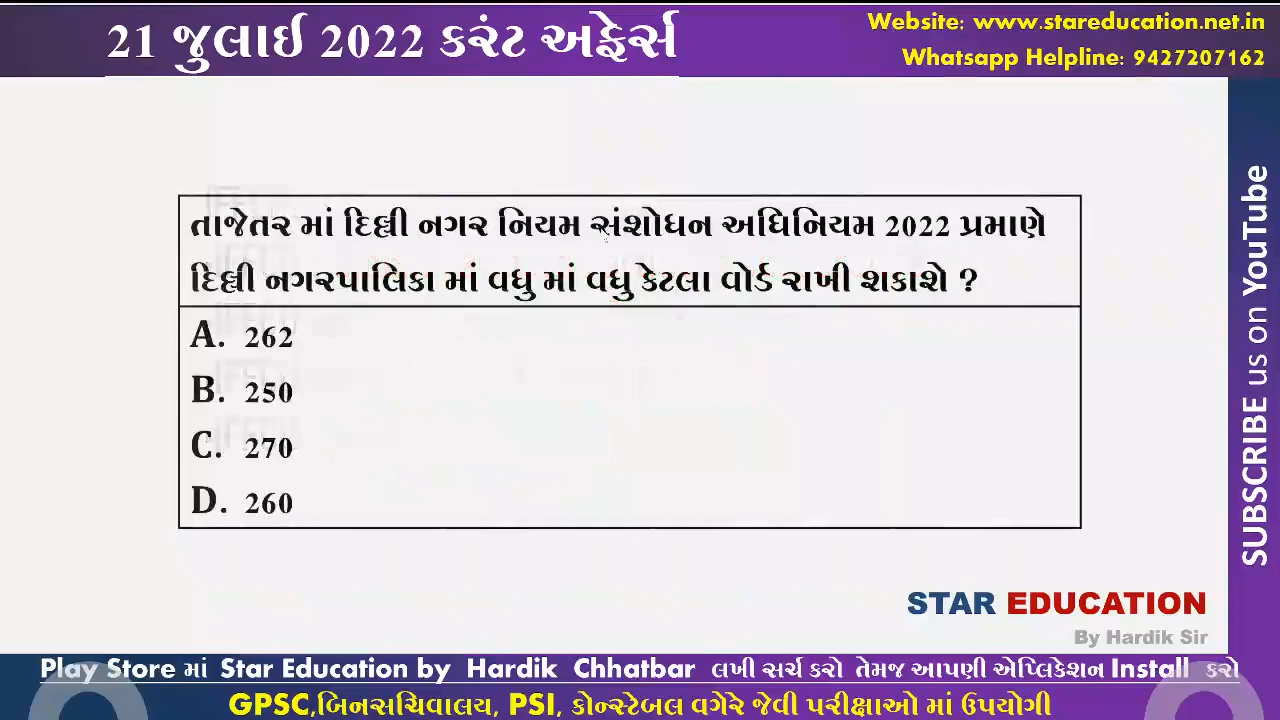 21 જુલાઈ 2022 કરંટ અફેર્સ
Website: www.stareducation.net.in
Whatsapp Helpline: 9427207162
તાજેતર માં દિલ્લી નગર નિયમ સંશોધન અધિનિયમ 2022 પ્રમાણે
દિલ્લી નગરપાલિકા માં વધુ માં વધુ કેટલા વોર્ડ રાખી શકાશે ?
A. 262
B. 250
C. 270
D. 260
SUBSCRIBE us on YouTube
STAR EDUCATION
By Hardik Sir
Play Store માં Star Education by Hardik Chhatbar લખી સર્ચ કરો તેમજ આપણી એપ્લિકેશન Install કરો
GPSC,બિનસચિવાલય, PSI, કોન્સ્ટેબલ વગેરે જેવી પરીક્ષાઓ માં ઉપયોગી